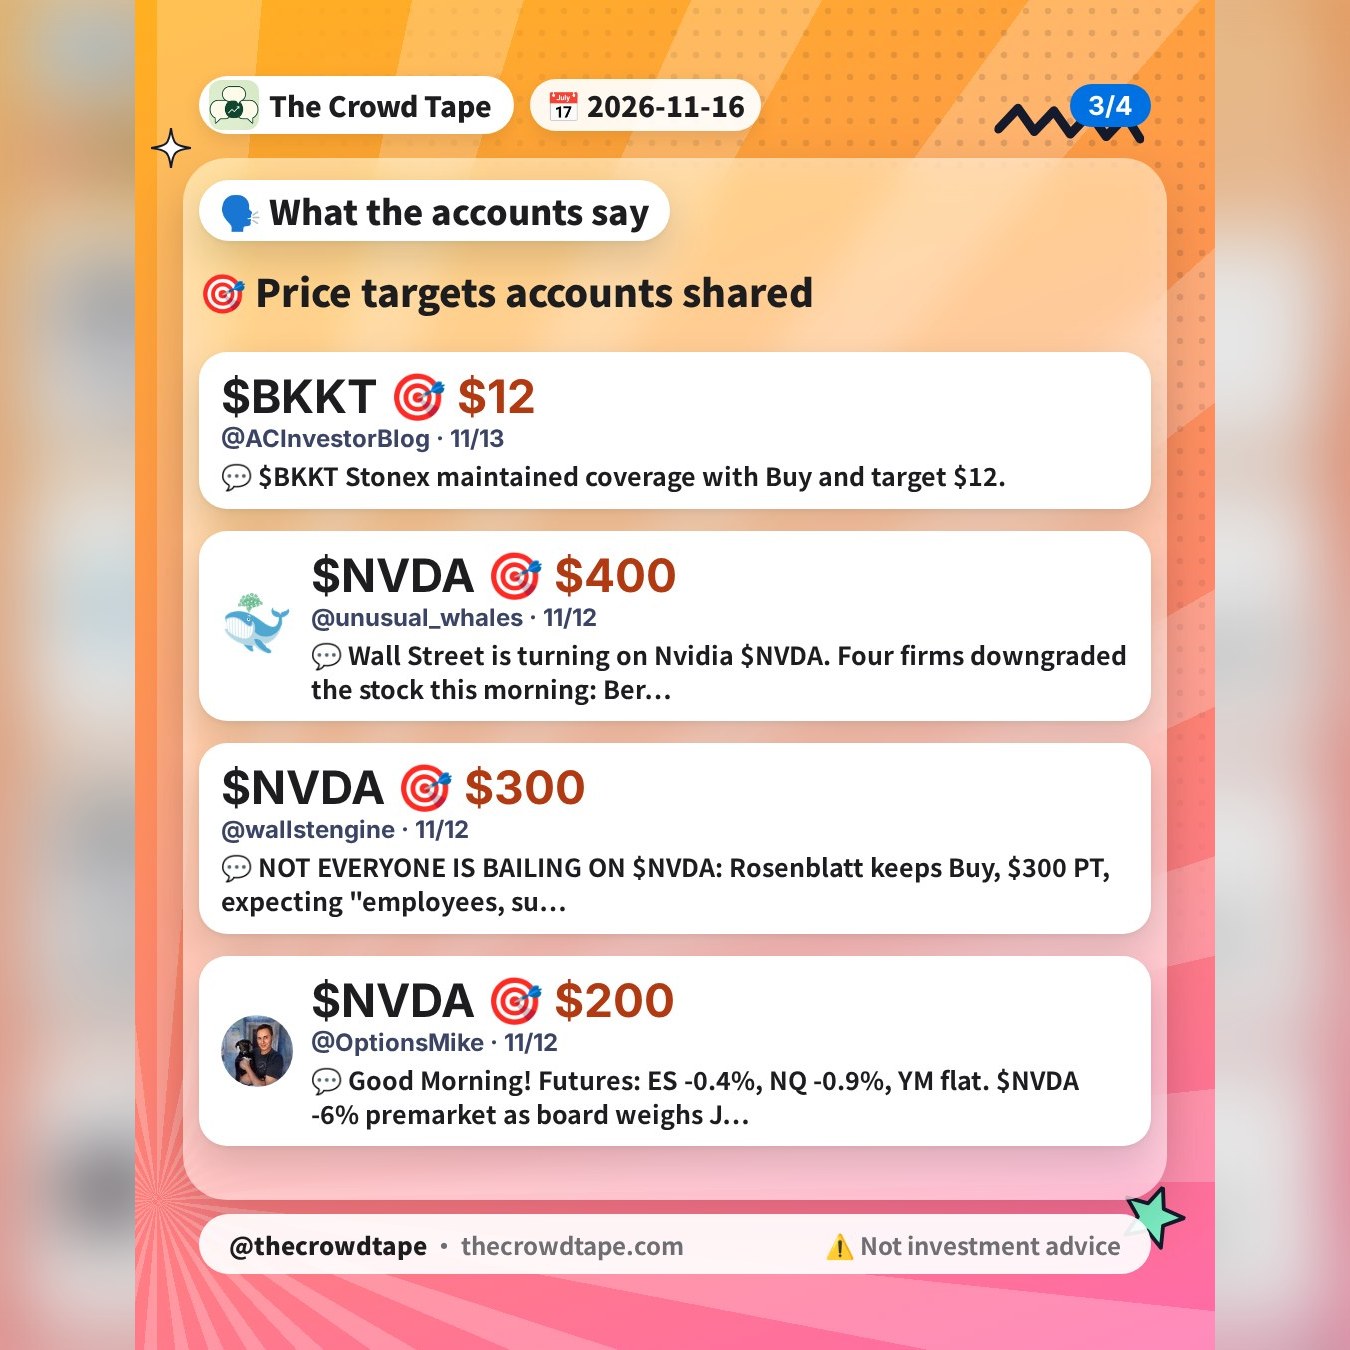 The Crowd Tape
2026-11-16
3/4
What the accounts say
Price targets accounts shared
$BKKT $12
@ACInvestorBlog · 11/13
$BKKT Stonex maintained coverage with Buy and target $12.
$NVDA $400
@unusual_whales · 11/12
Wall Street is turning on Nvidia $NVDA. Four firms downgraded
the stock this morning: Ber…
$NVDA $300
@wallstengine · 11/12
NOT EVERYONE IS BAILING ON $NVDA: Rosenblatt keeps Buy, $300 PT,
expecting "employees, su…
$NVDA $200
@OptionsMike · 11/12
Good Morning! Futures: ES -0.4%, NQ -0.9%, YM flat. $NVDA
-6% premarket as board weighs J…
@thecrowdtape • thecrowdtape.com
Not investment advice